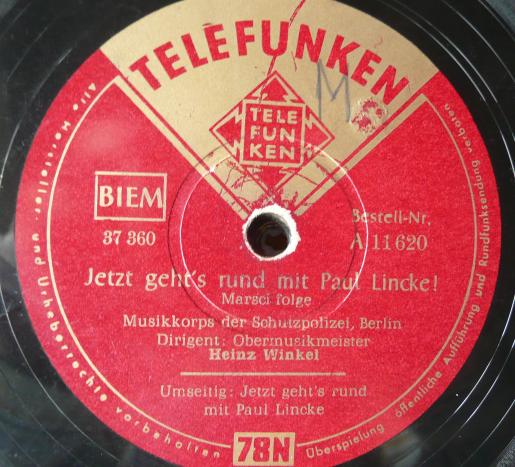 TELEFUNKEN
M
TELE
FUN
KEN
BIEM
37 360
Bestell-Nr.
A 11 620
Jetzt geht's rund mit Paul Lincke!
Marsch folge
Musikkorps der Schutzpolizei, Berlin
Dirigent: Obermusikmeister
Heinz Winkel
Umseitig: Jetzt geht's rund
mit Paul Lincke
78N
Alle Hersteller- und Urheberrechte vorbehalten
Überspielung öffentliche Aufführung und Rundfunksendung verboten